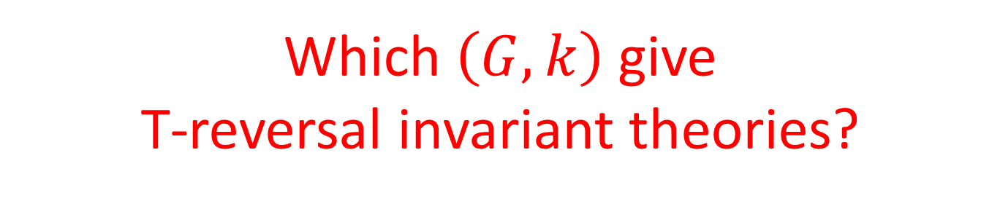 Which (G, k) give
T-reversal invariant theories?